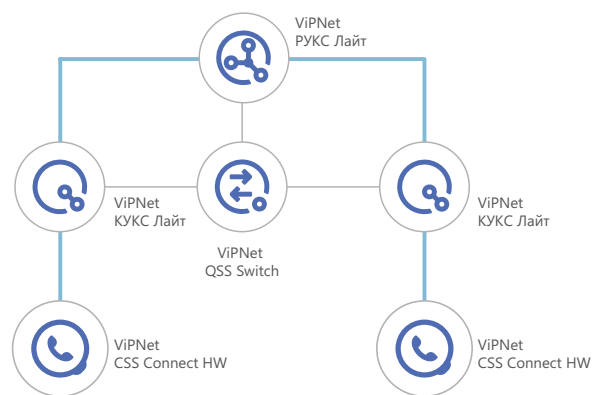 ViPNet
РУКС Лайт
ViPNet
КУКС Лайт
ViPNet
QSS Switch
ViPNet
КУКС Лайт
ViPNet
CSS Connect HW
ViPNet
CSS Connect HW